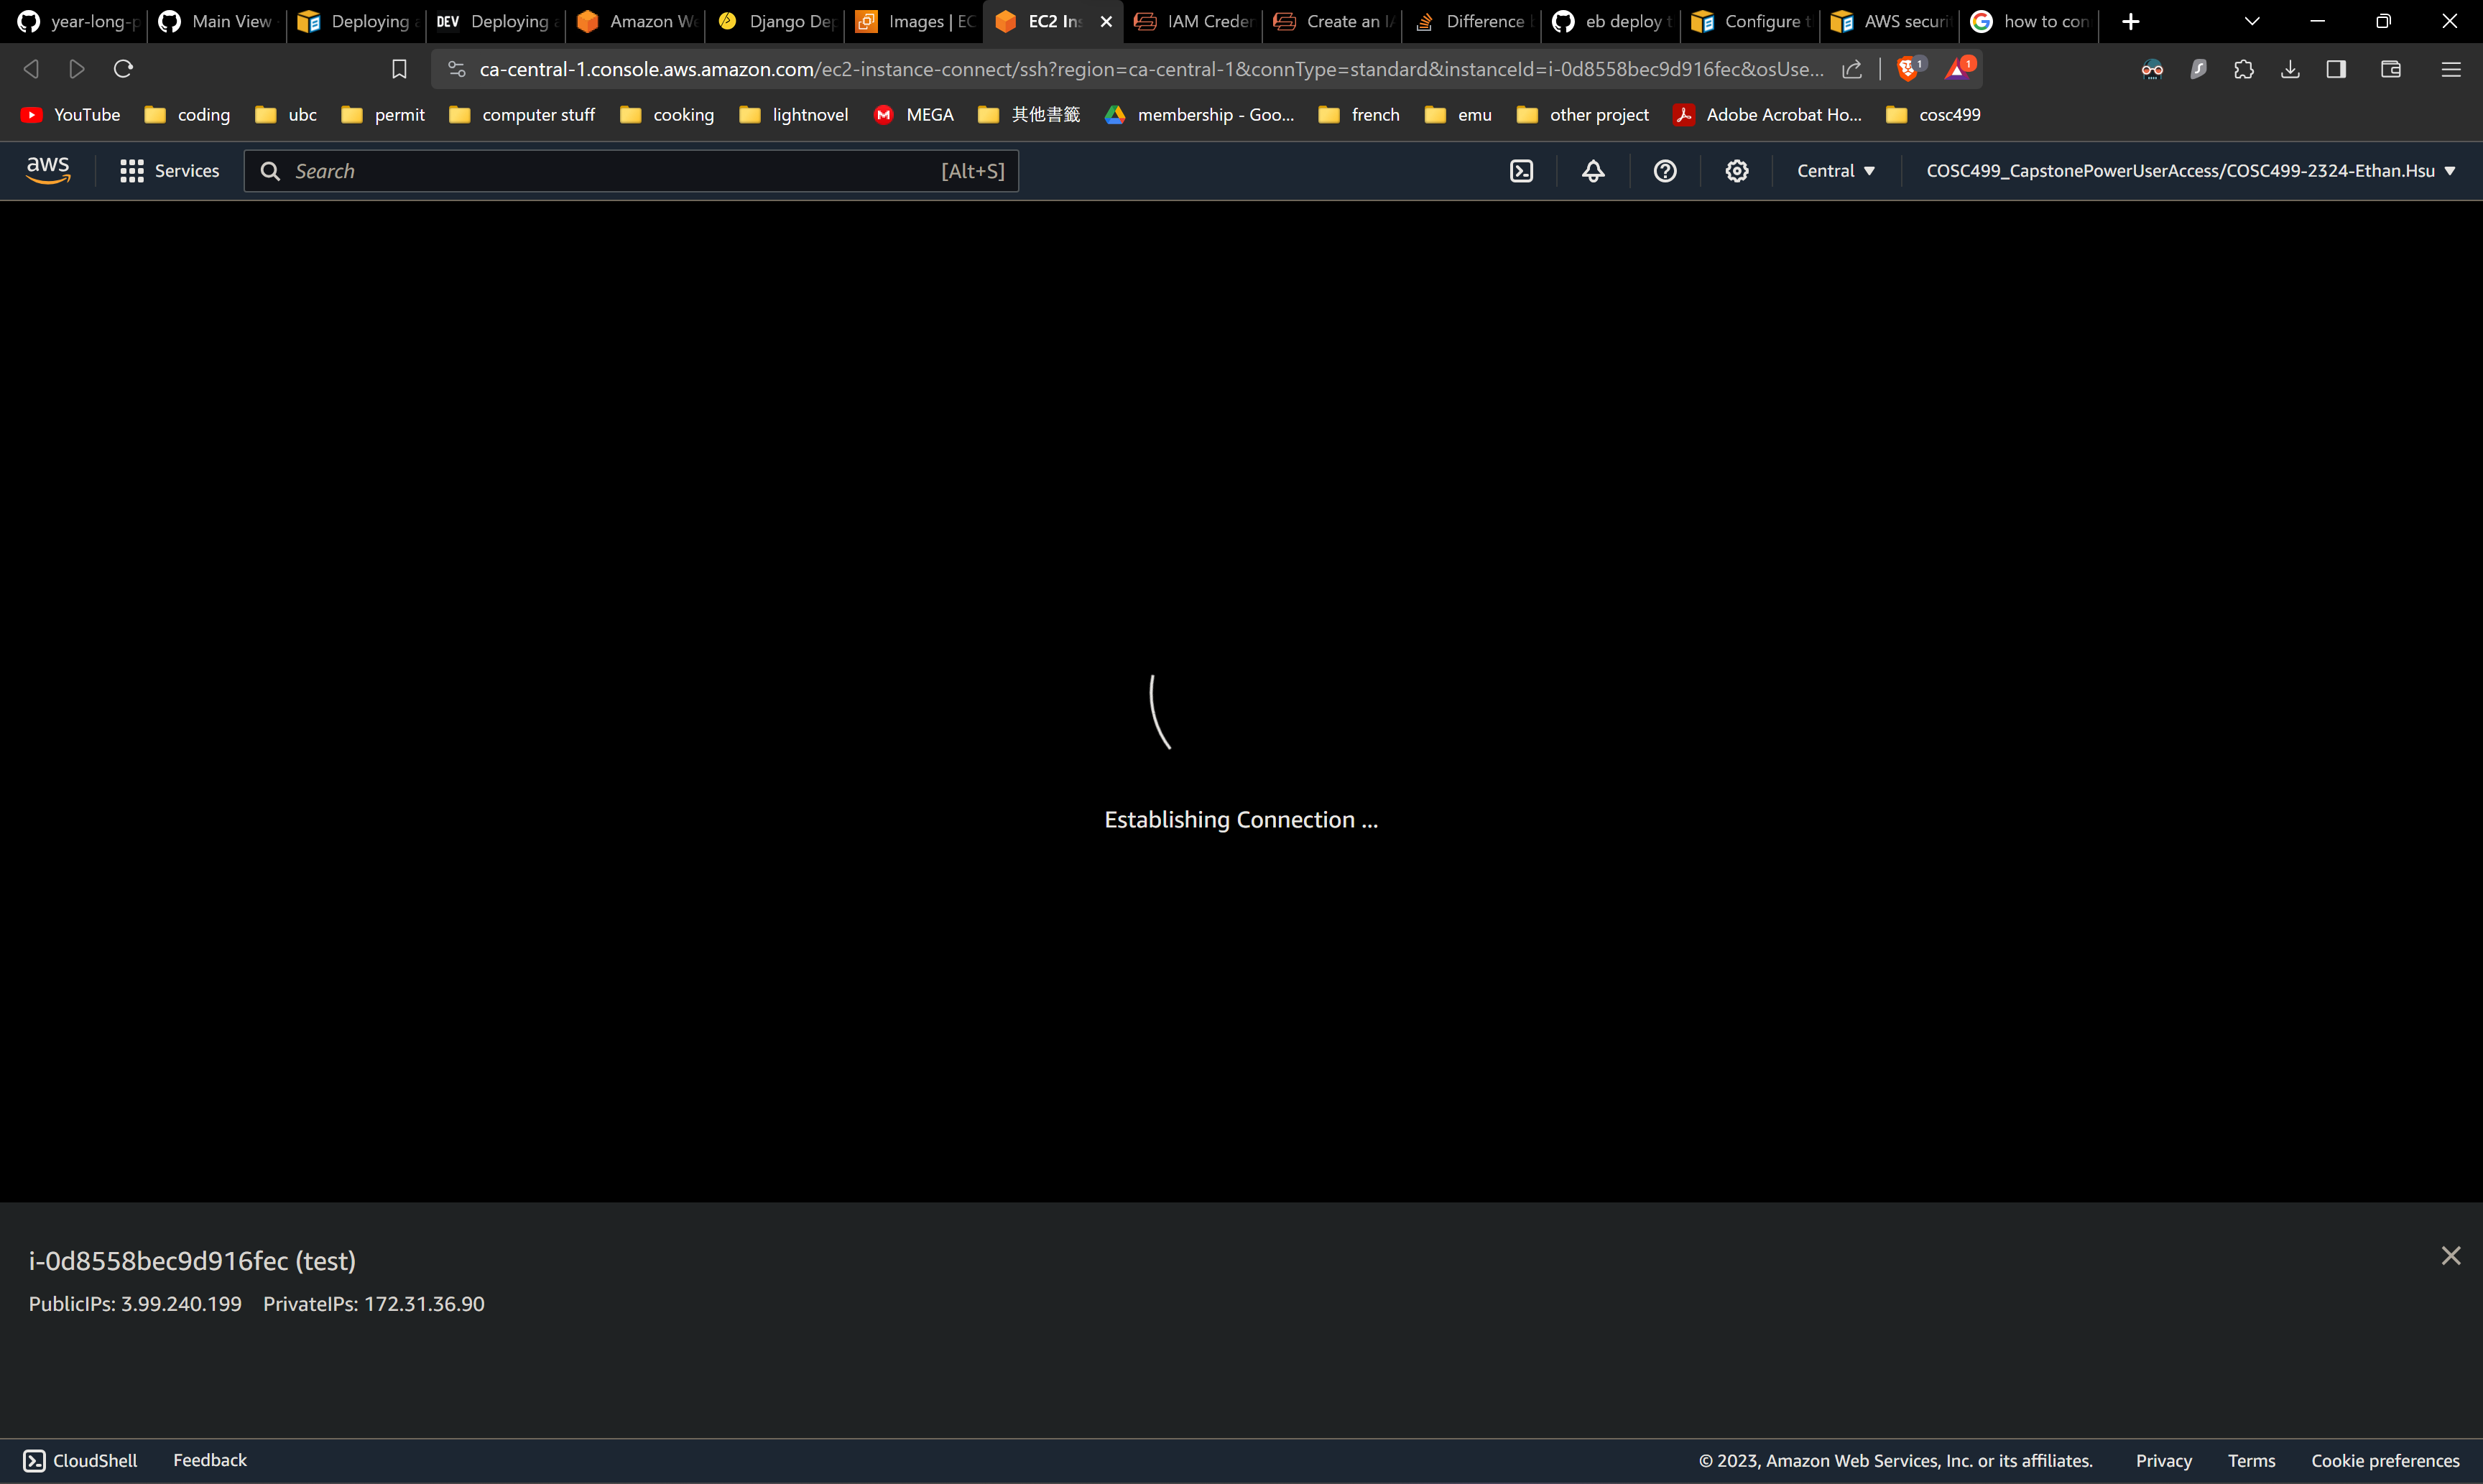 year-long-p
Main View
Deploying a
DEV Deploying a
Amazon We
Django Dep
Images | EC
EC2 Ins
IAM Creden
Create an IA
Difference b
eb deploy t
Configure t
AWS securit
how to con
ca-central-1.console.aws.amazon.com/ec2-instance-connect/ssh?region=ca-central-1&connType=standard&instanceId=i-0d8558bec9d916fec&osUse...
1
1
YouTube coding ubc permit computer stuff cooking lightnovel MEGA 其他書籤 membership - Goo... french emu other project Adobe Acrobat Ho... cosc499
aws Services Search [Alt+S] Central COSC499_CapstonePowerUserAccess/COSC499-2324-Ethan.Hsu
Establishing Connection ...
i-0d8558bec9d916fec (test)
PublicIPs: 3.99.240.199 PrivateIPs: 172.31.36.90
CloudShell Feedback © 2023, Amazon Web Services, Inc. or its affiliates. Privacy Terms Cookie preferences